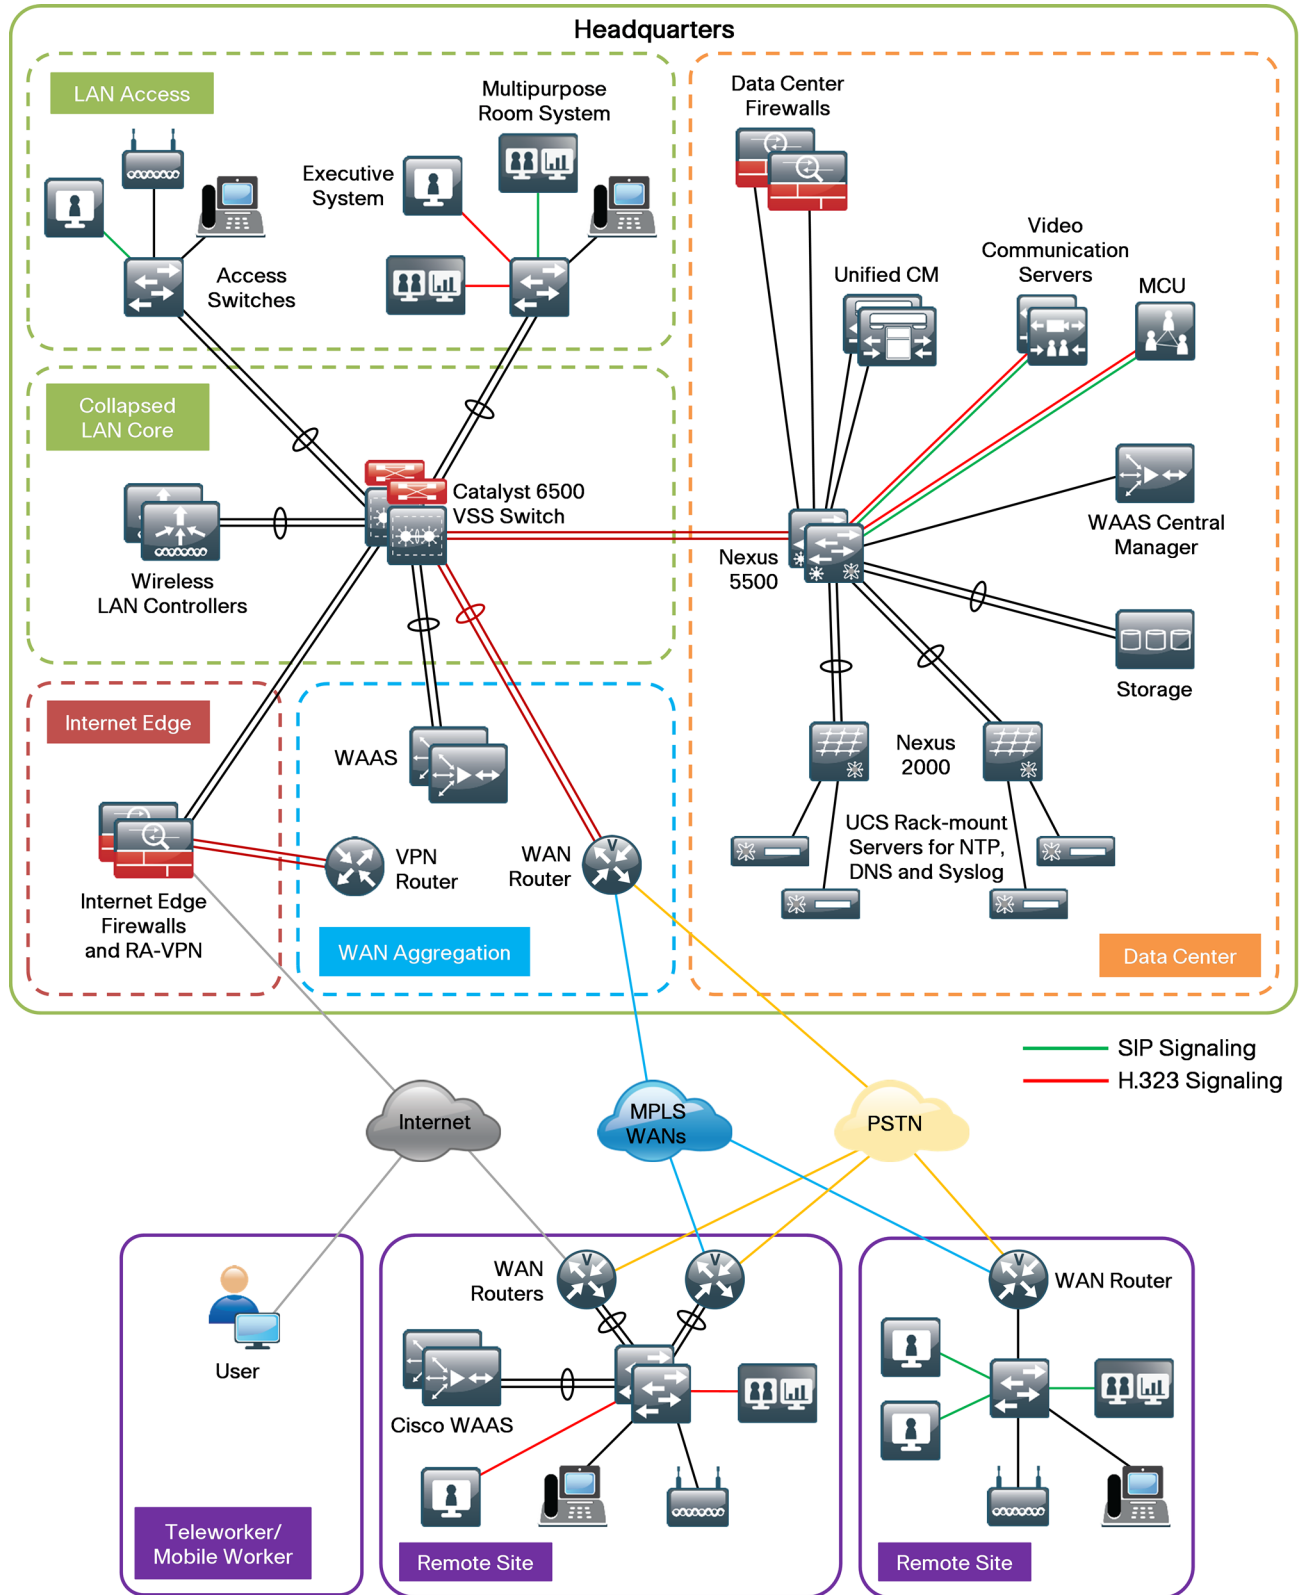 Headquarters
LAN Access
Multipurpose
Room System
Executive
System
Access
Switches
Data Center
Firewalls
Video
Communication
Servers
Unified CM
MCU
Collapsed
LAN Core
Catalyst 6500
VSS Switch
Wireless
LAN Controllers
Nexus
5500
WAAS Central
Manager
Storage
Internet Edge
WAAS
Nexus
2000
UCS Rack-mount
Servers for NTP,
DNS and Syslog
VPN
Router
WAN
Router
V
Internet Edge
Firewalls
and RA-VPN
WAN Aggregation
Data Center
SIP Signaling
H.323 Signaling
Internet
MPLS
WANs
PSTN
WAN
Routers
V
V
V
WAN Router
User
Cisco WAAS
Teleworker/
Mobile Worker
Remote Site
Remote Site